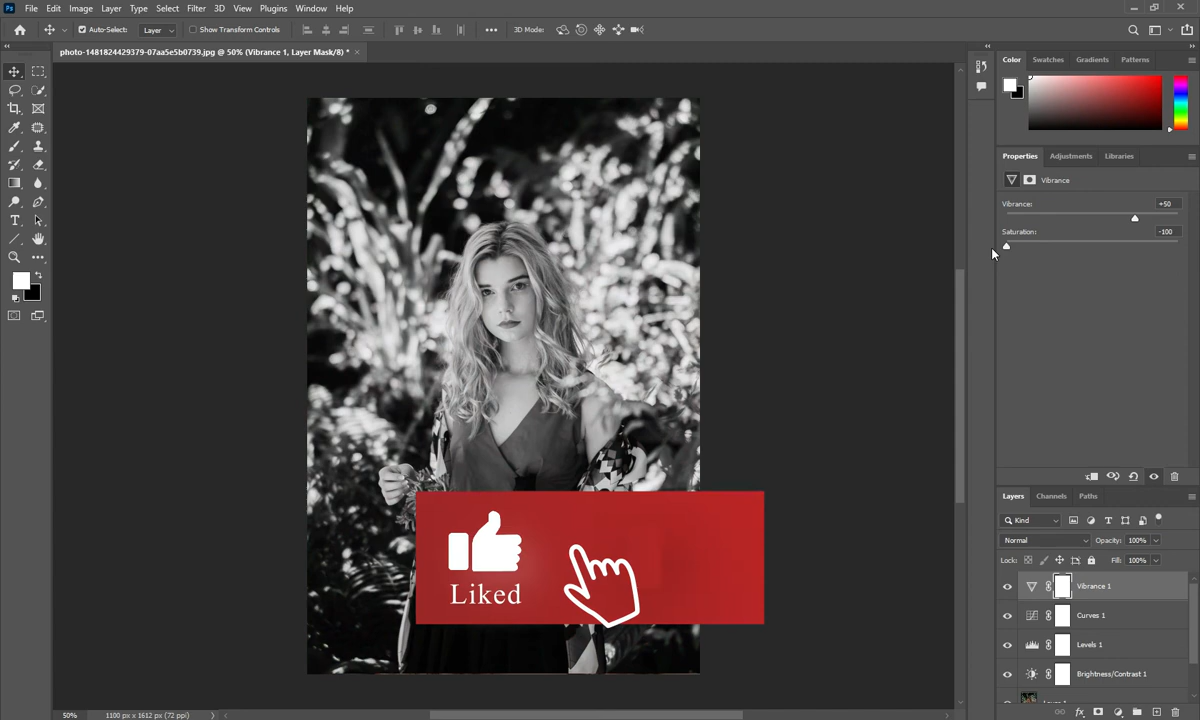 Ps File Edit Image Layer Type Select Filter 3D View Plugins Window Help
Auto-Select: Layer Show Transform Controls 3D Mode:
photo-1481824429379-07aa5e5b0739.jpg @ 50% (Vibrance 1, Layer Mask/8) * ×
Color Swatches Gradients Patterns
Properties Adjustments Libraries
Vibrance
Vibrance: +50
Saturation: -100
Liked
Layers Channels Paths
Kind
Normal Opacity: 100%
Lock: Fill: 100%
Vibrance 1
Curves 1
Levels 1
Brightness/Contrast 1
50% 1100 px x 1612 px (72 ppi)